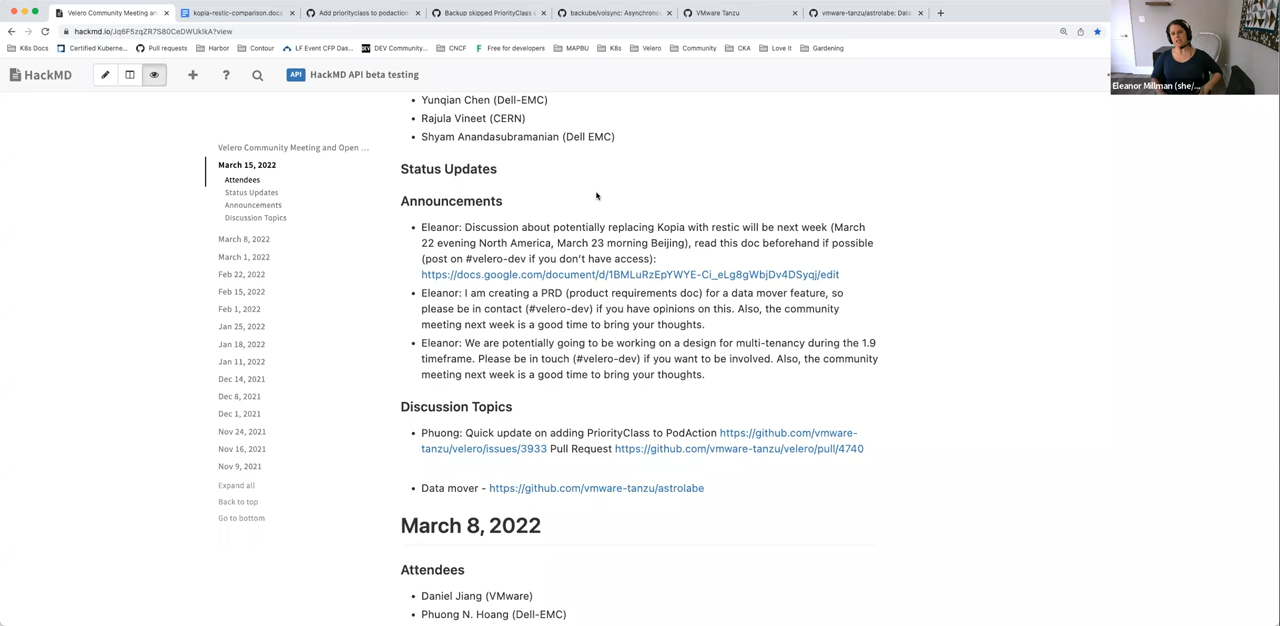 Velero Community Meeting an
kopia-restic-comparison.docs
Add priorityclass to podaction
Backup skipped PriorityClass
backube/volsync: Asynchron
VMware Tanzu
vmware-tanzu/astrolabe: Dat
hackmd.io/Jq6F5zqZR7S80CeDWUkIkA?view
K8s Docs
Certified Kuberne...
Pull requests
Harbor
Contour
LF Event CFP Das...
DEV Community...
CNCF
Free for developers
MAPBU
K8s
Velero
Community
CKA
Love it
Gardening
HackMD
API
HackMD API beta testing
Eleanor Millman (she/...
Yunqian Chen (Dell-EMC)
Rajula Vineet (CERN)
Shyam Anandasubramanian (Dell EMC)
Velero Community Meeting and Open ...
March 15, 2022
Attendees
Status Updates
Announcements
Discussion Topics
March 8, 2022
March 1, 2022
Feb 22, 2022
Feb 15, 2022
Feb 1, 2022
Jan 25, 2022
Jan 18, 2022
Jan 11, 2022
Dec 14, 2021
Dec 8, 2021
Dec 1, 2021
Nov 24, 2021
Nov 16, 2021
Nov 9, 2021
Expand all
Back to top
Go to bottom
Status Updates
Announcements
Eleanor: Discussion about potentially replacing Kopia with restic will be next week (March
22 evening North America, March 23 morning Beijing), read this doc beforehand if possible
(post on #velero-dev if you don't have access):
https://docs.google.com/document/d/1BMLuRzEpYWYE-Ci_eLg8gWbjDv4DSyqj/edit
Eleanor: I am creating a PRD (product requirements doc) for a data mover feature, so
please be in contact (#velero-dev) if you have opinions on this. Also, the community
meeting next week is a good time to bring your thoughts.
Eleanor: We are potentially going to be working on a design for multi-tenancy during the 1.9
timeframe. Please be in touch (#velero-dev) if you want to be involved. Also, the community
meeting next week is a good time to bring your thoughts.
Discussion Topics
Phuong: Quick update on adding PriorityClass to PodAction https://github.com/vmware-
tanzu/velero/issues/3933 Pull Request https://github.com/vmware-tanzu/velero/pull/4740
Data mover - https://github.com/vmware-tanzu/astrolabe
March 8, 2022
Attendees
Daniel Jiang (VMware)
Phuong N. Hoang (Dell-EMC)